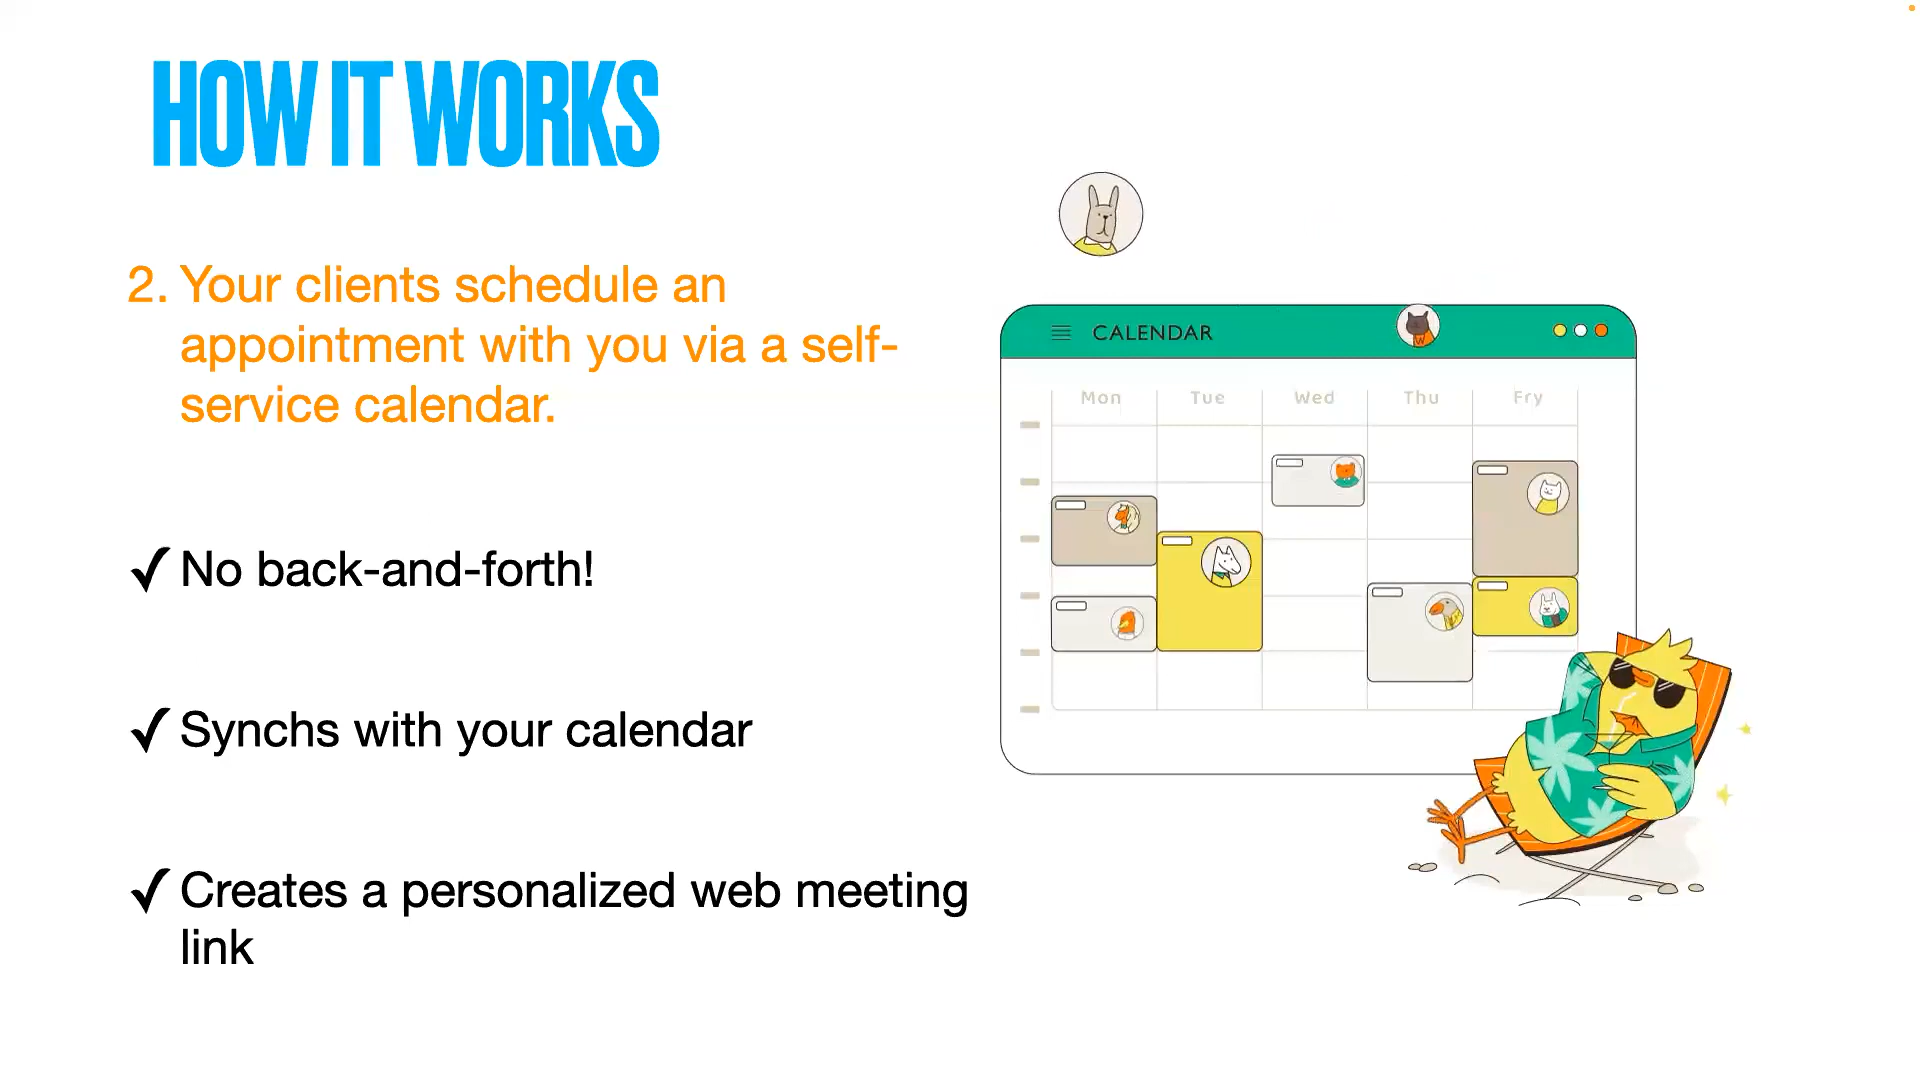 HOW IT WORKS
2. Your clients schedule an
appointment with you via a self-
service calendar.
✓ No back-and-forth!
✓ Synchs with your calendar
✓ Creates a personalized web meeting
link
CALENDAR
W
Mon Tue Wed Thu Fry